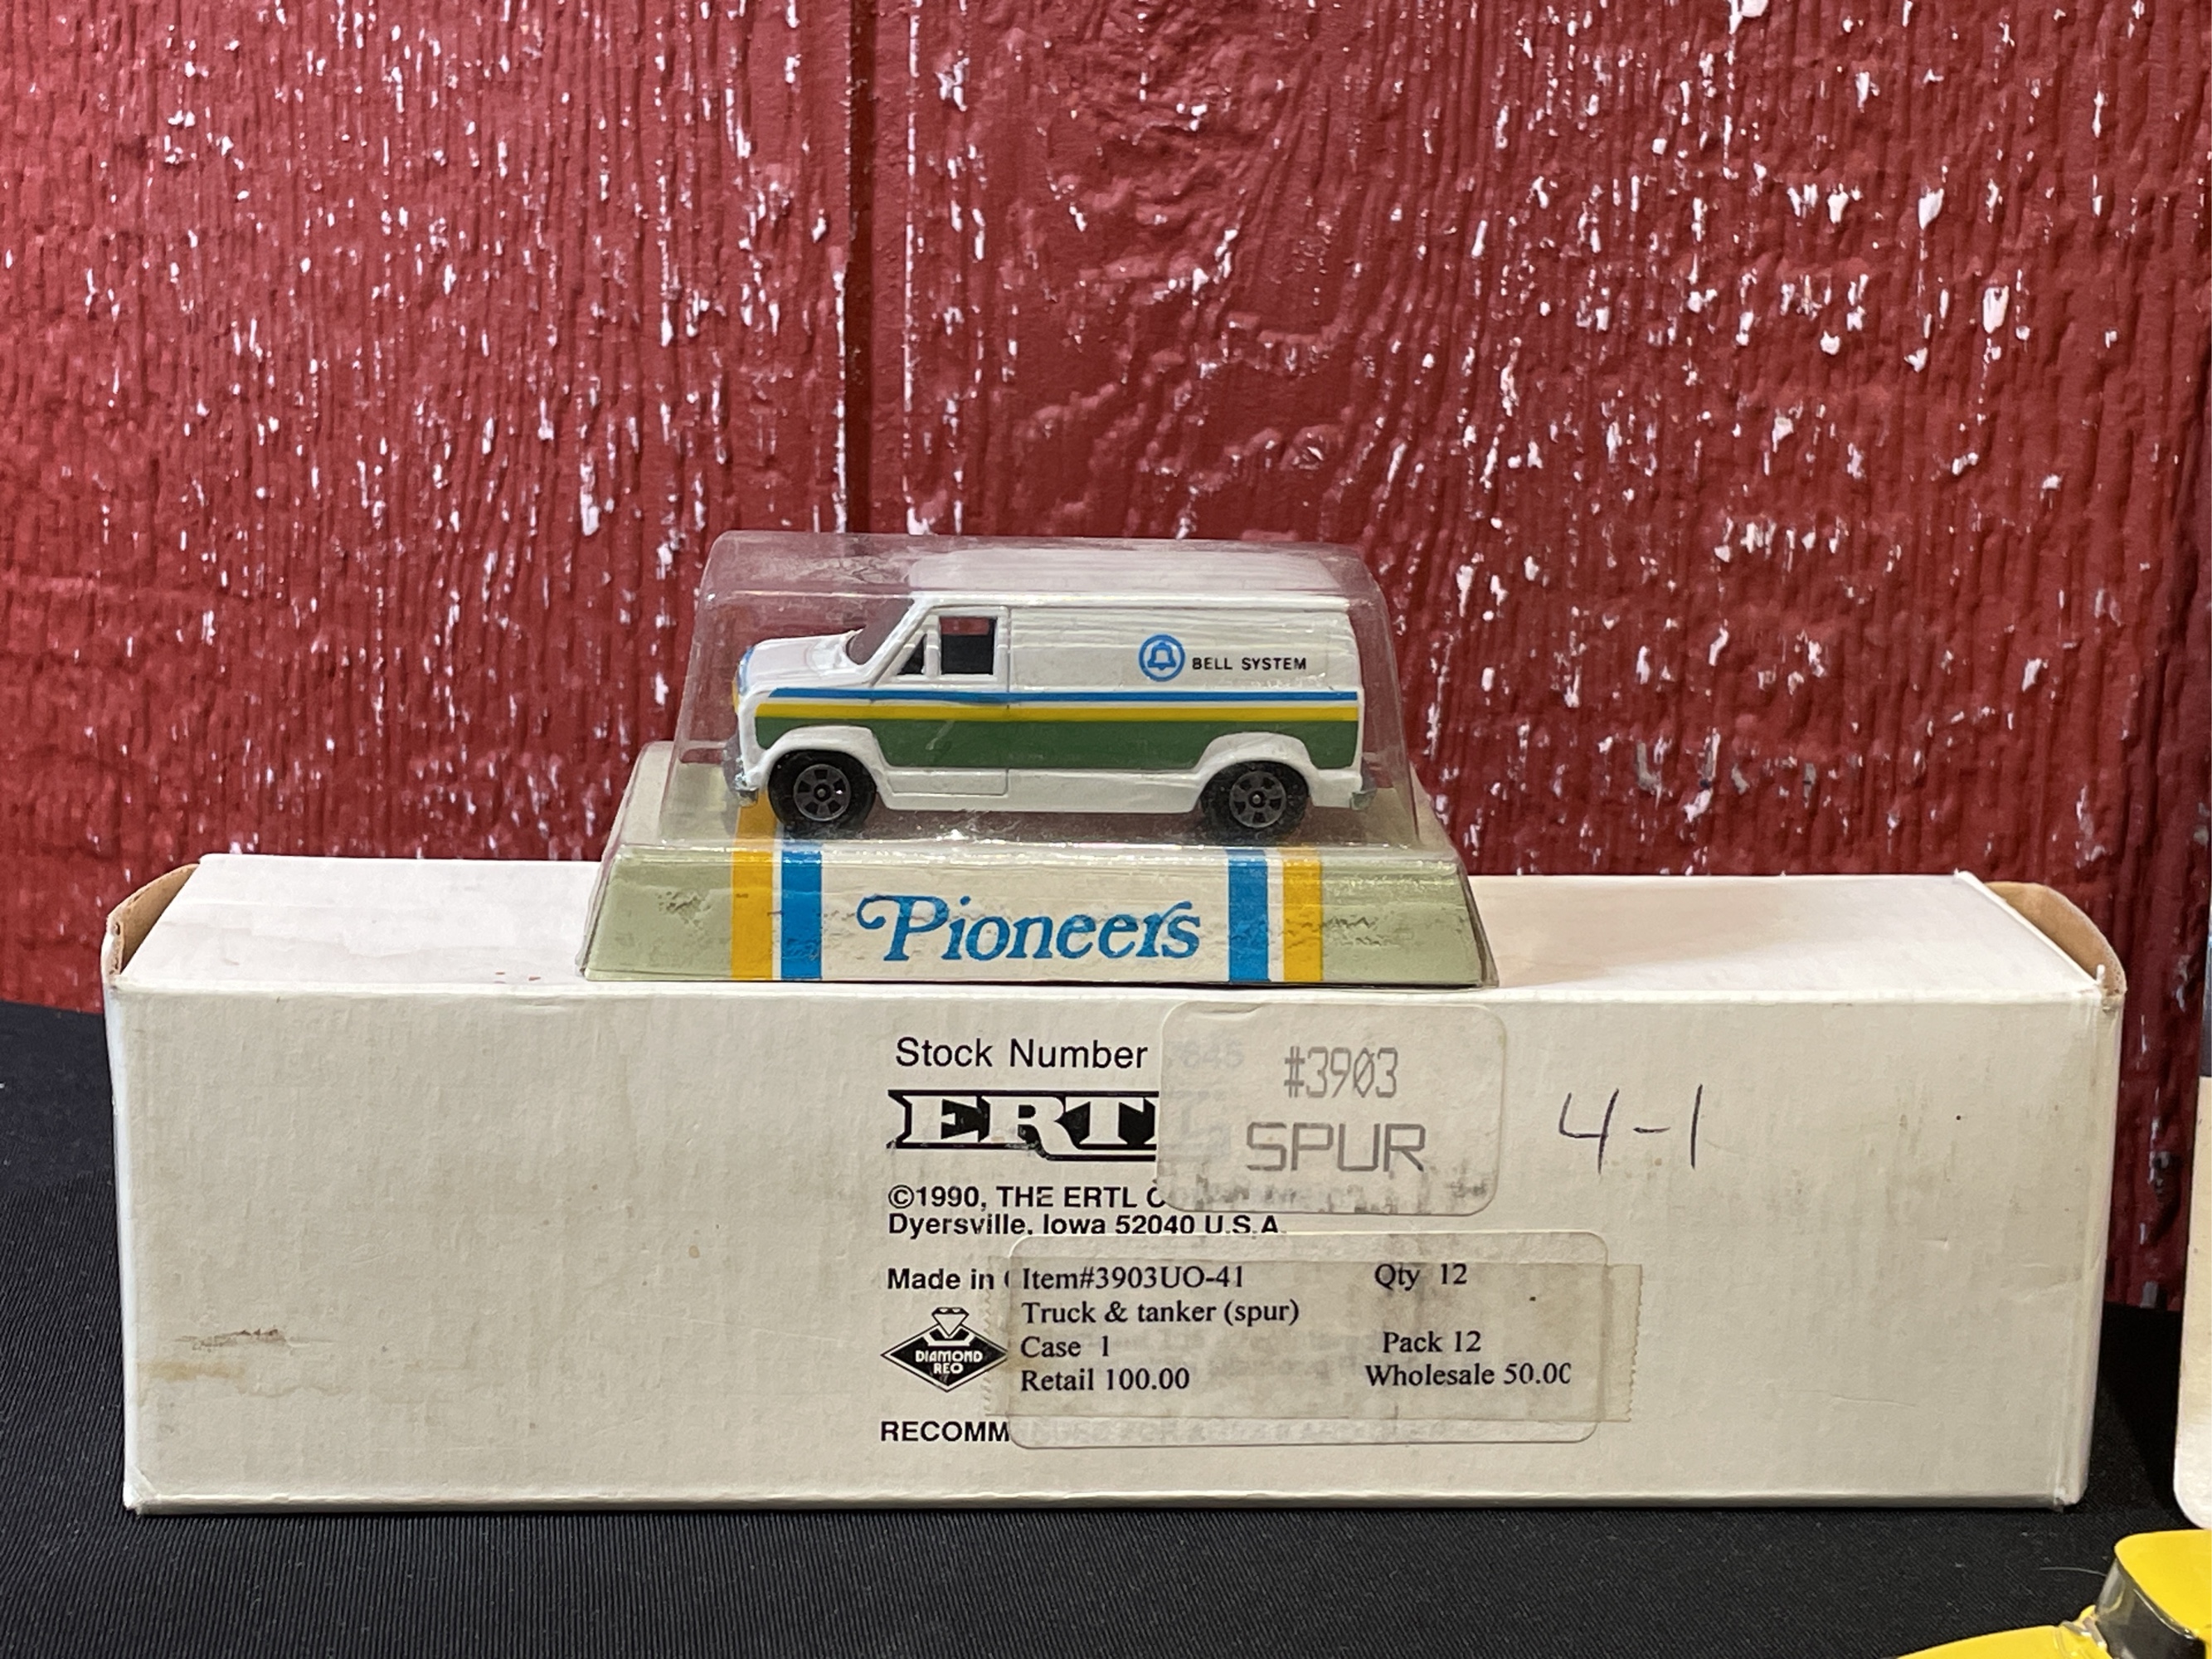 BELL SYSTEM
Pioneers
Stock Number
#3903
SPUR
4-1
ERTL
©1990, THE ERTL
Dyersville, Iowa 52040 U.S.A.
Made in
Item#3903UO-41 Qty 12
Truck & tanker (spur)
Case 1 Pack 12
Retail 100.00 Wholesale 50.00
DIAMOND
REO